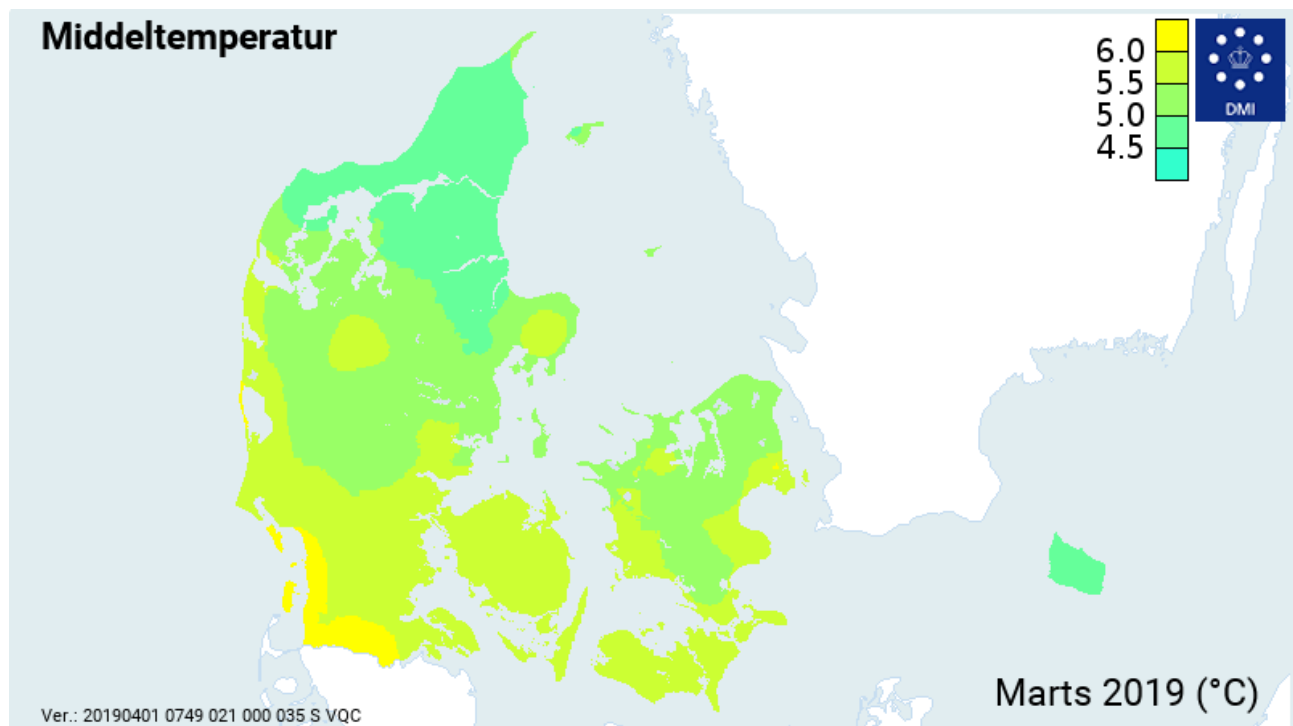 Middeltemperatur
6.0
5.5
5.0
4.5
DMI
Marts 2019 (°C)
Ver.: 20190401 0749 021 000 035 S VQC